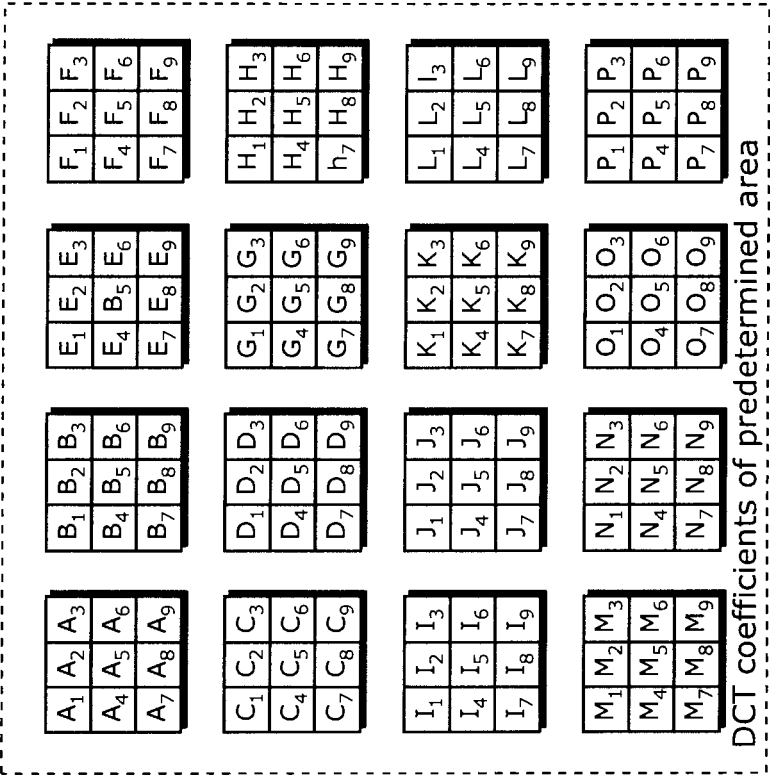 A₁ A₂ A₃ B₁ B₂ B₃ E₁ E₂ E₃ F₁ F₂ F₃
A₄ A₅ A₆ B₄ B₅ B₆ E₄ B₅ E₆ F₄ F₅ F₆
A₇ A₈ A₉ B₇ B₈ B₉ E₇ E₈ E₉ F₇ F₈ F₉
C₁ C₂ C₃ D₁ D₂ D₃ G₁ G₂ G₃ H₁ H₂ H₃
C₄ C₅ C₆ D₄ D₅ D₆ G₄ G₅ G₆ H₄ H₅ H₆
C₇ C₈ C₉ D₇ D₈ D₉ G₇ G₈ G₉ h₇ H₈ H₉
I₁ I₂ I₃ J₁ J₂ J₃ K₁ K₂ K₃ L₁ L₂ l₃
I₄ I₅ I₆ J₄ J₅ J₆ K₄ K₅ K₆ L₄ L₅ L₆
I₇ I₈ I₉ J₇ J₈ J₉ K₇ K₈ K₉ L₇ L₈ L₉
M₁ M₂ M₃ N₁ N₂ N₃ O₁ O₂ O₃ P₁ P₂ P₃
M₄ M₅ M₆ N₄ N₅ N₆ O₄ O₅ O₆ P₄ P₅ P₆
M₇ M₈ M₉ N₇ N₈ N₉ O₇ O₈ O₉ P₇ P₈ P₉
DCT coefficients of predetermined area